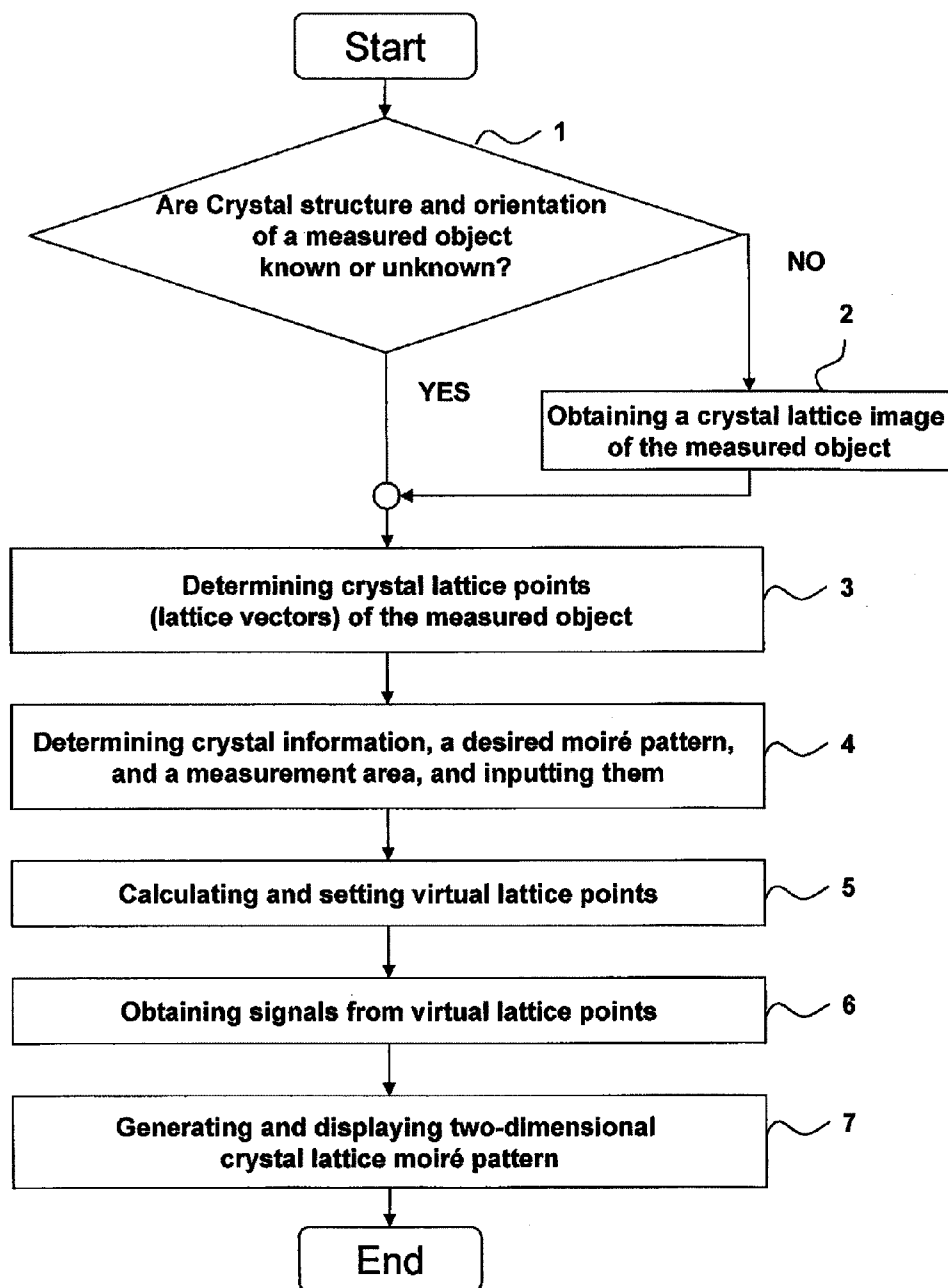 Start
1
Are Crystal structure and orientation
of a measured object
known or unknown?
NO
2
YES
Obtaining a crystal lattice image
of the measured object
Determining crystal lattice points
(lattice vectors) of the measured object
3
Determining crystal information, a desired moiré pattern,
and a measurement area, and inputting them
4
Calculating and setting virtual lattice points
5
Obtaining signals from virtual lattice points
6
Generating and displaying two-dimensional
crystal lattice moiré pattern
7
End